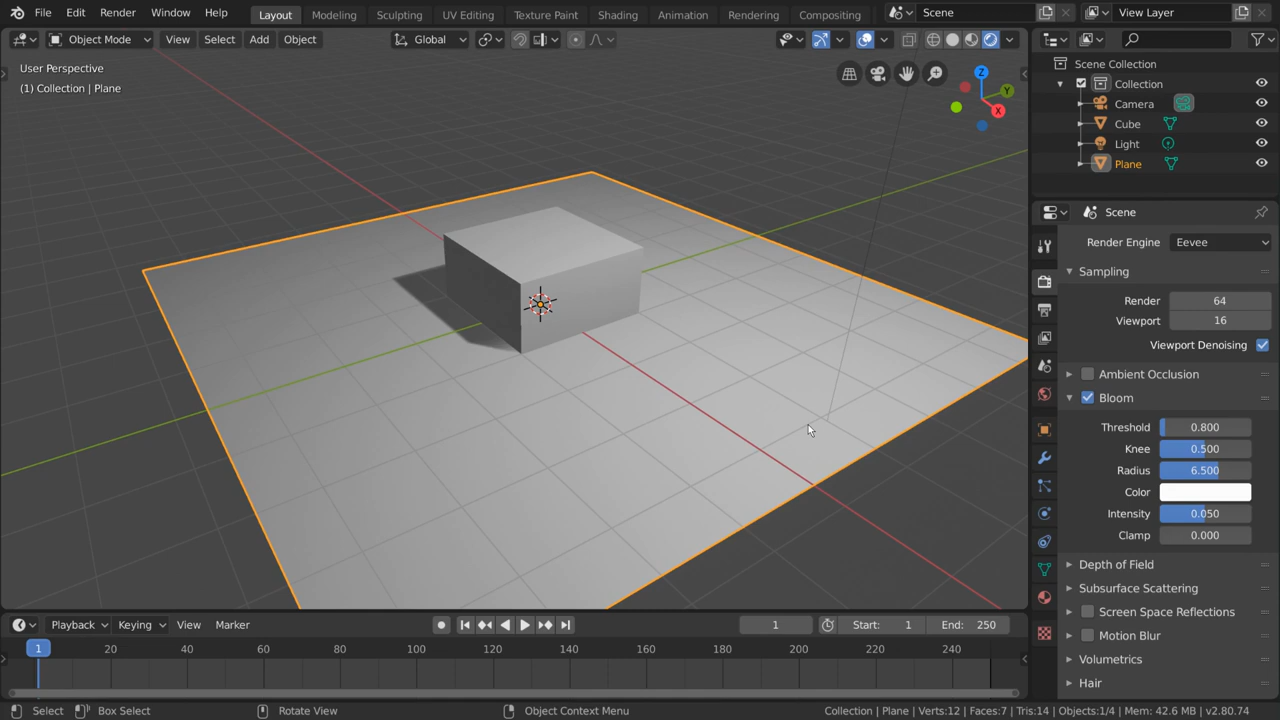 File Edit Render Window Help Layout Modeling Sculpting UV Editing Texture Paint Shading Animation Rendering Compositing Scene View Layer
Object Mode View Select Add Object Global
User Perspective
(1) Collection | Plane
Z
Y
X
Scene Collection
Collection
Camera
Cube
Light
Plane
Scene
Render Engine Eevee
Sampling
Render 64
Viewport 16
Viewport Denoising
Ambient Occlusion
Bloom
Threshold 0.800
Knee 0.500
Radius 6.500
Color
Intensity 0.050
Clamp 0.000
Depth of Field
Subsurface Scattering
Screen Space Reflections
Motion Blur
Volumetrics
Hair
Playback Keying View Marker 1 Start: 1 End: 250
1 20 40 60 80 100 120 140 160 180 200 220 240
Select Box Select Rotate View Object Context Menu Collection | Plane | Verts:12 | Faces:7 | Tris:14 | Objects:1/4 | Mem: 42.6 MB | v2.80.74